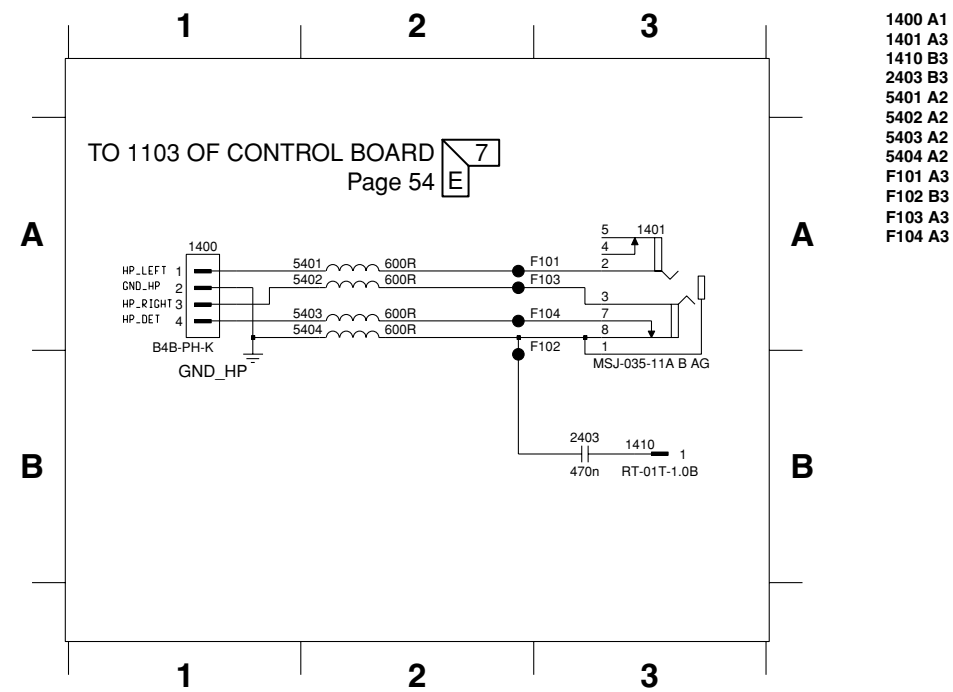 1 2 3
1400 A1
1401 A3
1410 B3
2403 B3
5401 A2
5402 A2
5403 A2
5404 A2
F101 A3
F102 B3
F103 A3
F104 A3
TO 1103 OF CONTROL BOARD 7
Page 54 E
A A
1400
HP_LEFT 1
GND_HP 2
HP_RIGHT 3
HP_DET 4
B4B-PH-K
GND_HP
5401 600R F101
5402 600R F103
5403 600R F104
5404 600R F102
5 1401
4
2
3
7
8
1
MSJ-035-11A B AG
B B
2403
470n
1410 1
RT-01T-1.0B
1 2 3